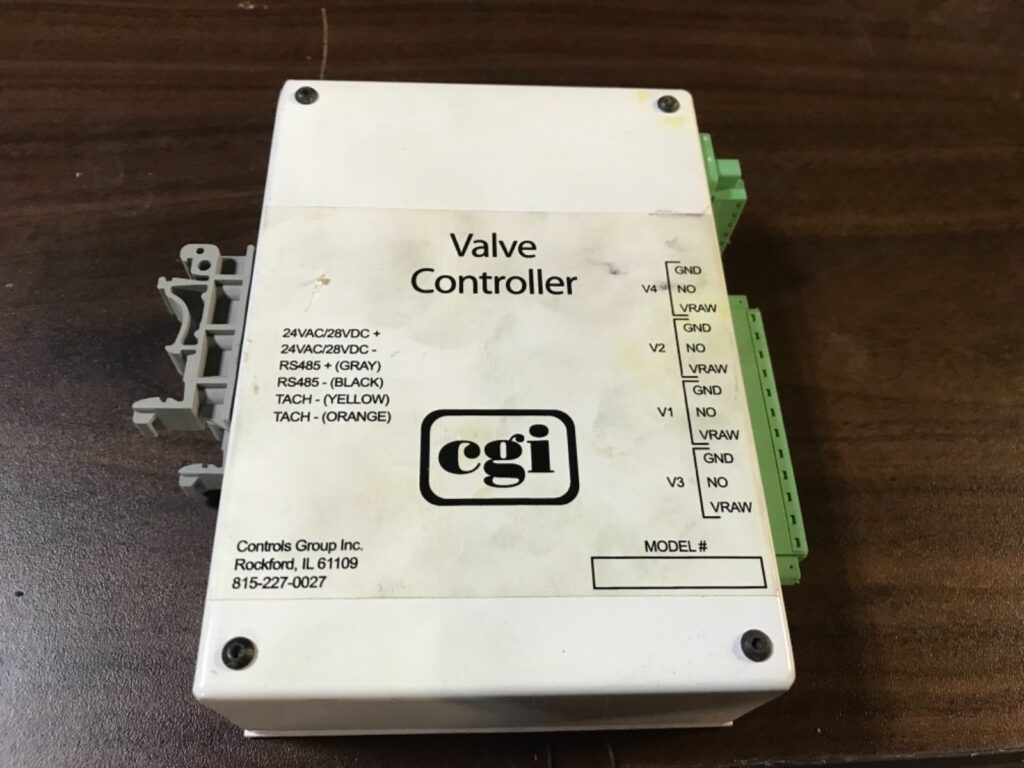 Valve
Controller
24VAC/28VDC +
24VAC/28VDC -
RS485 + (GRAY)
RS485 - (BLACK)
TACH - (YELLOW)
TACH - (ORANGE)
V4
GND
NO
VRAW
V2
GND
NO
VRAW
V1
GND
NO
VRAW
V3
GND
NO
VRAW
cgi
Controls Group Inc.
Rockford, IL 61109
815-227-0027
MODEL #